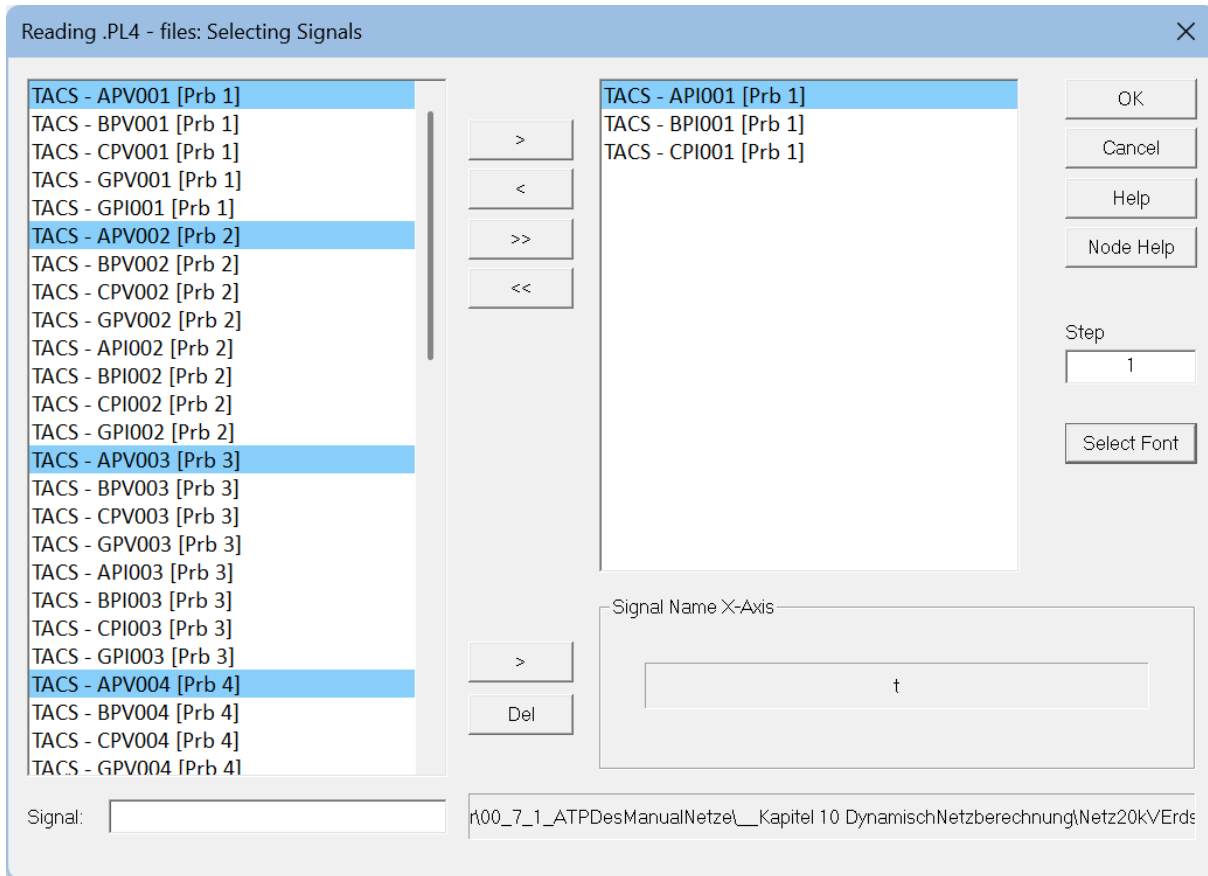 Reading .PL4 - files: Selecting Signals
TACS - APV001 [Prb 1]
TACS - BPV001 [Prb 1]
TACS - CPV001 [Prb 1]
TACS - GPV001 [Prb 1]
TACS - GPI001 [Prb 1]
TACS - APV002 [Prb 2]
TACS - BPV002 [Prb 2]
TACS - CPV002 [Prb 2]
TACS - GPV002 [Prb 2]
TACS - API002 [Prb 2]
TACS - BPI002 [Prb 2]
TACS - CPI002 [Prb 2]
TACS - GPI002 [Prb 2]
TACS - APV003 [Prb 3]
TACS - BPV003 [Prb 3]
TACS - CPV003 [Prb 3]
TACS - GPV003 [Prb 3]
TACS - API003 [Prb 3]
TACS - BPI003 [Prb 3]
TACS - CPI003 [Prb 3]
TACS - GPI003 [Prb 3]
TACS - APV004 [Prb 4]
TACS - BPV004 [Prb 4]
TACS - CPV004 [Prb 4]
TACS - GPV004 [Prb 4]
Signal:
>
<
>>
<<
>
Del
TACS - API001 [Prb 1]
TACS - BPI001 [Prb 1]
TACS - CPI001 [Prb 1]
Signal Name X-Axis
t
r\00_7_1_ATPDesManualNetze\__Kapitel 10 DynamischNetzberechnung\Netz20kVErds
OK
Cancel
Help
Node Help
Step
1
Select Font